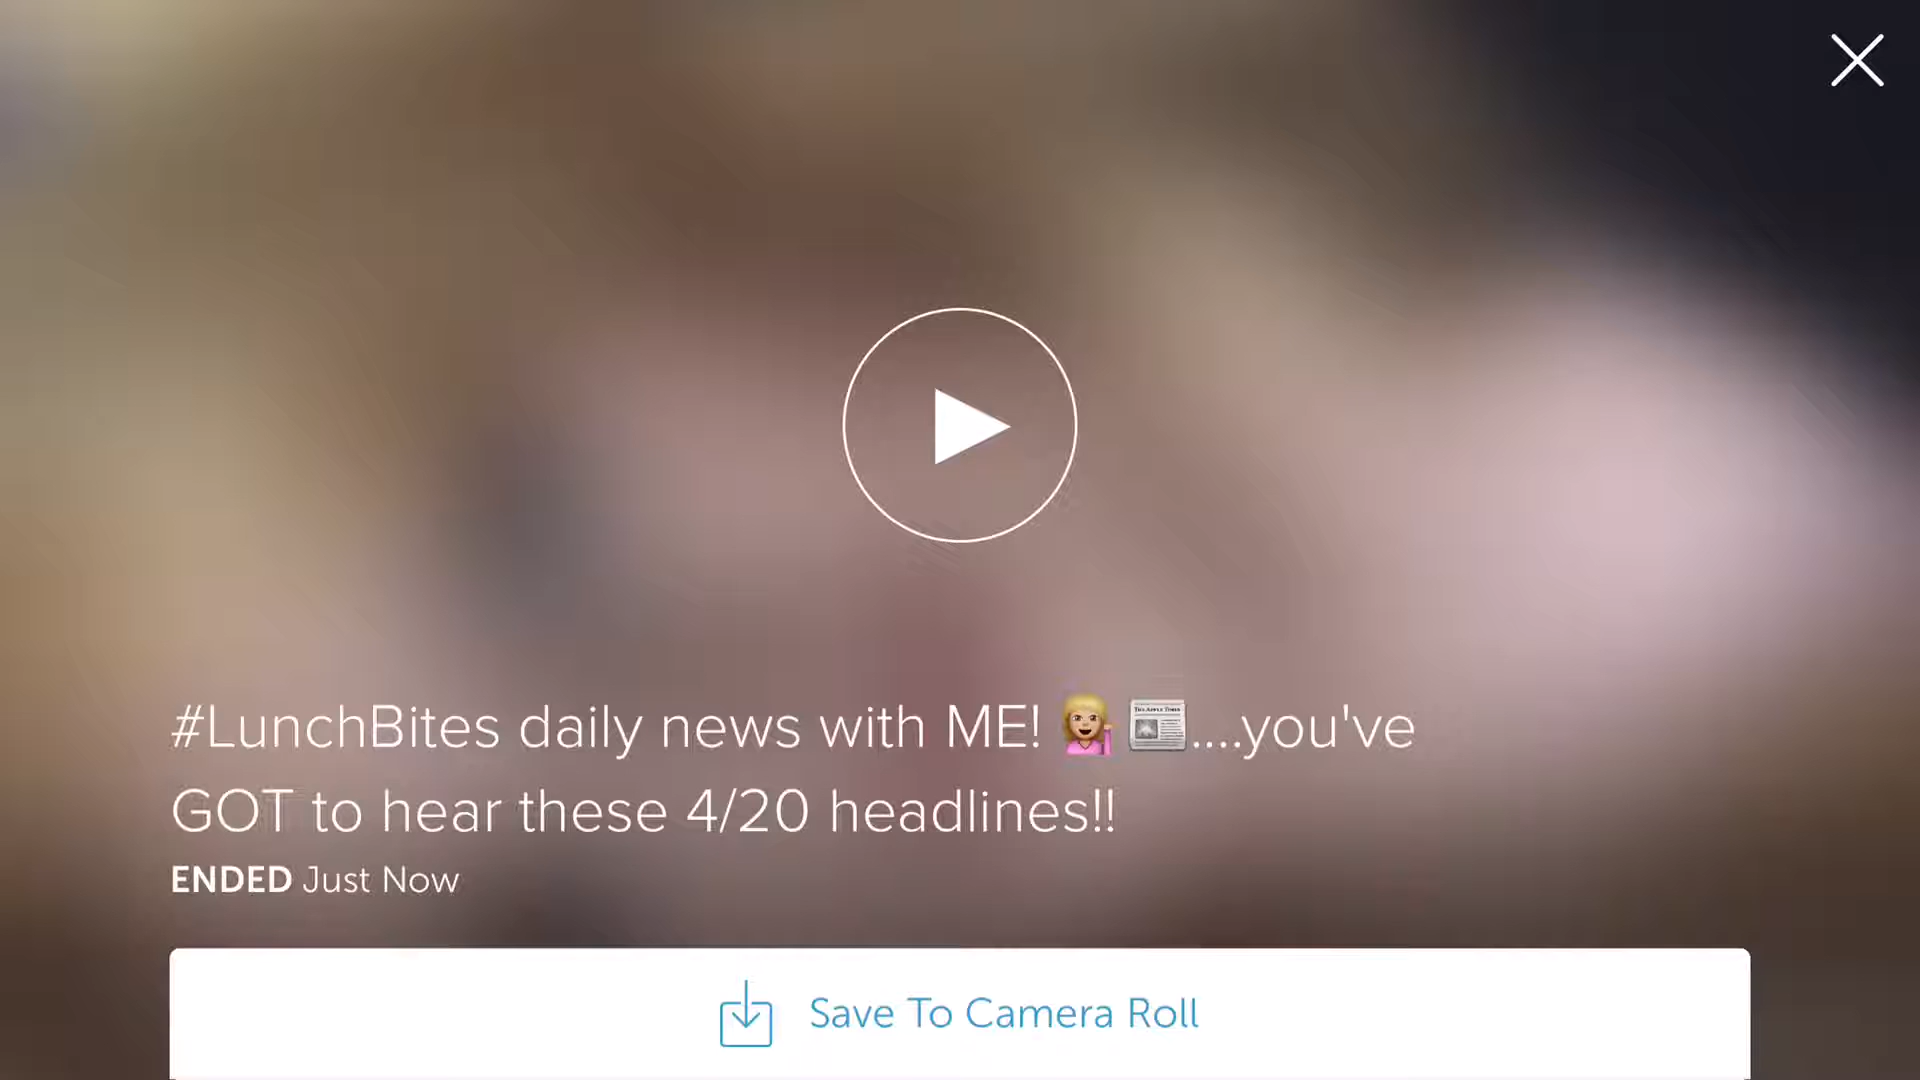 #LunchBites daily news with ME! 💁🏼📰....you've
GOT to hear these 4/20 headlines!!
ENDED Just Now
Save To Camera Roll